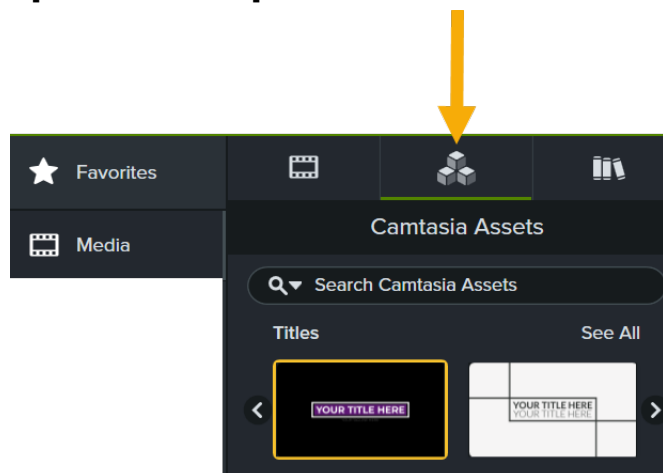 Favorites
Media
Camtasia Assets
Search Camtasia Assets
Titles
See All
YOUR TITLE HERE
YOUR TITLE HERE
YOUR TITLE HERE